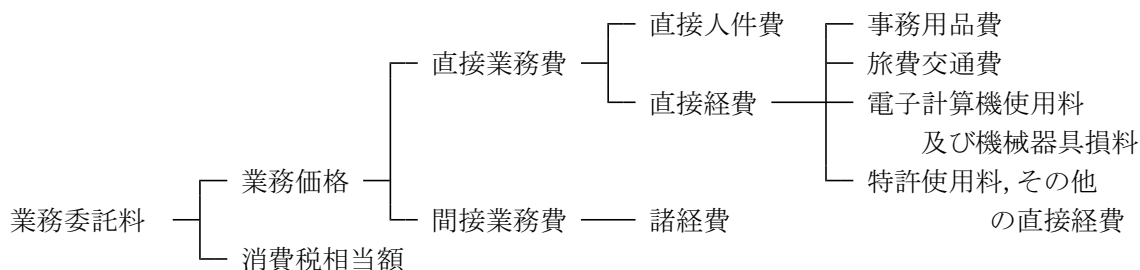 直接人件費
事務用品費
直接業務費
旅費交通費
直接経費
電子計算機使用料
及び機械器具損料
業務価格
特許使用料, その他
の直接経費
業務委託料
間接業務費
諸経費
消費税相当額